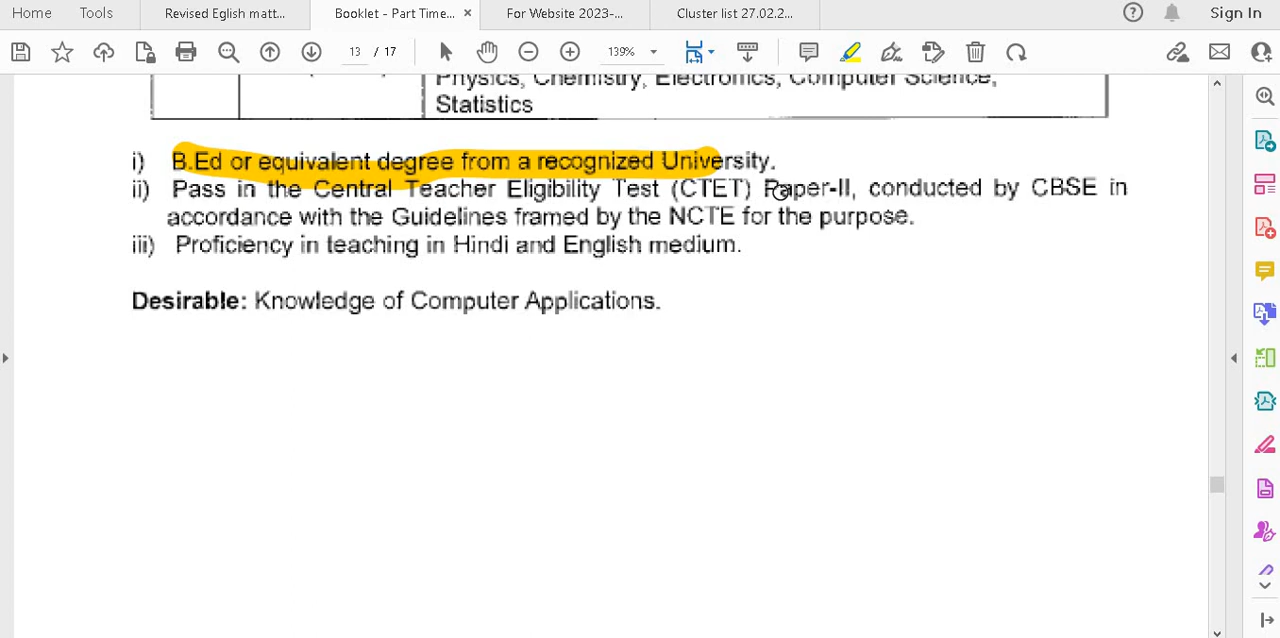 Home Tools Revised Eglish matt... Booklet - Part Time... × For Website 2023-... Cluster list 27.02.2... Sign In
13 / 17 139%
Physics, Chemistry, Electronics, Computer Science,
Statistics
i) B.Ed or equivalent degree from a recognized University.
ii) Pass in the Central Teacher Eligibility Test (CTET) Paper-II, conducted by CBSE in
accordance with the Guidelines framed by the NCTE for the purpose.
iii) Proficiency in teaching in Hindi and English medium.
Desirable: Knowledge of Computer Applications.